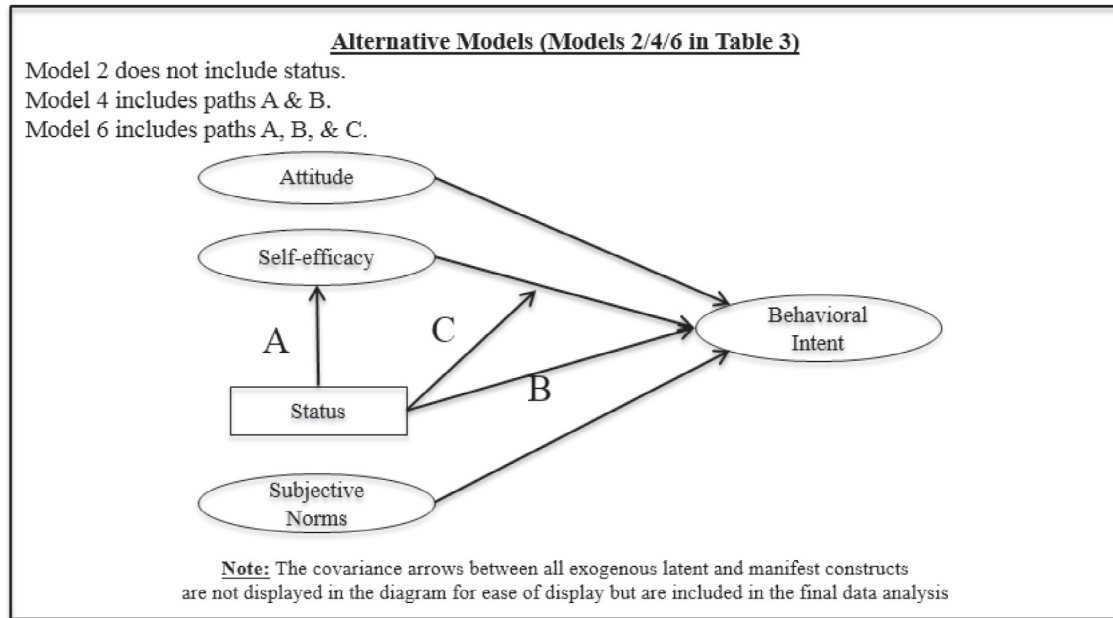 Alternative Models (Models 2/4/6 in Table 3)
Model 2 does not include status.
Model 4 includes paths A & B.
Model 6 includes paths A, B, & C.
Attitude
Self-efficacy
A
C
B
Status
Behavioral
Intent
Subjective
Norms
Note: The covariance arrows between all exogenous latent and manifest constructs
are not displayed in the diagram for ease of display but are included in the final data analysis